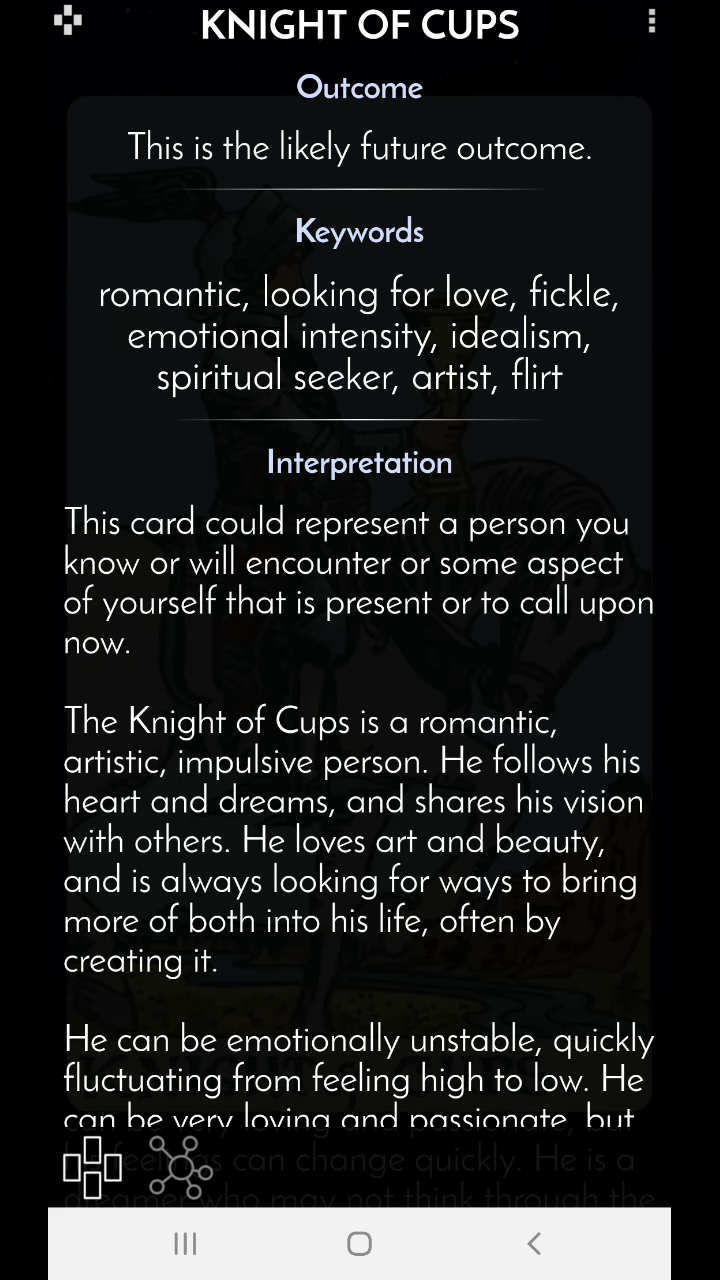 KNIGHT OF CUPS
Outcome
This is the likely future outcome.
Keywords
romantic, looking for love, fickle,
emotional intensity, idealism,
spiritual seeker, artist, flirt
Interpretation
This card could represent a person you
know or will encounter or some aspect
of yourself that is present or to call upon
now.
The Knight of Cups is a romantic,
artistic, impulsive person. He follows his
heart and dreams, and shares his vision
with others. He loves art and beauty,
and is always looking for ways to bring
more of both into his life, often by
creating it.
He can be emotionally unstable, quickly
fluctuating from feeling high to low. He
can be very loving and passionate, but
feelings can change quickly. He is a
dreamer who may not think through the